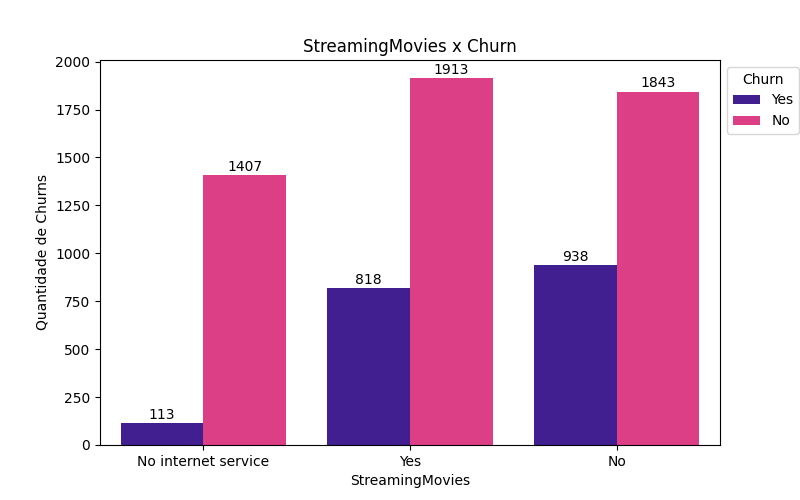 StreamingMovies x Churn
Quantidade de Churns
2000
1750
1500
1250
1000
750
500
250
0
113
1407
818
1913
938
1843
No internet service
Yes
No
StreamingMovies
Churn
Yes
No